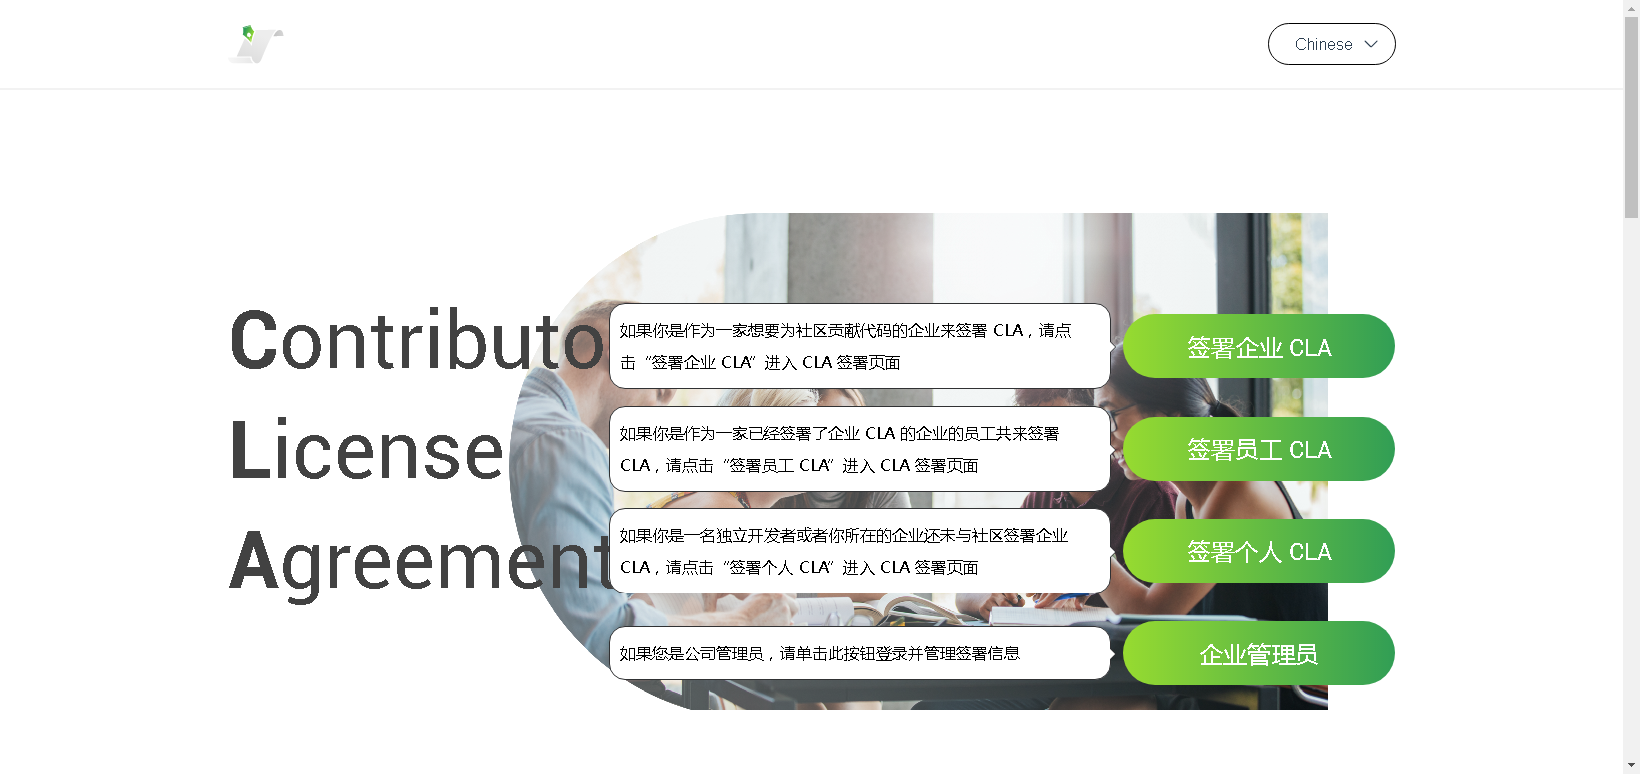 Chinese
Contributo
License
Agreement
如果你是作为一家想要为社区贡献代码的企业来签署 CLA，请点
击“签署企业 CLA”进入 CLA 签署页面
签署企业 CLA
如果你是作为一家已经签署了企业 CLA 的企业的员工共来签署
CLA，请点击“签署员工 CLA”进入 CLA 签署页面
签署员工 CLA
如果你是一名独立开发者或者你所在的企业还未与社区签署企业
CLA，请点击“签署个人 CLA”进入 CLA 签署页面
签署个人 CLA
如果您是公司管理员，请单击此按钮登录并管理签署信息
企业管理员